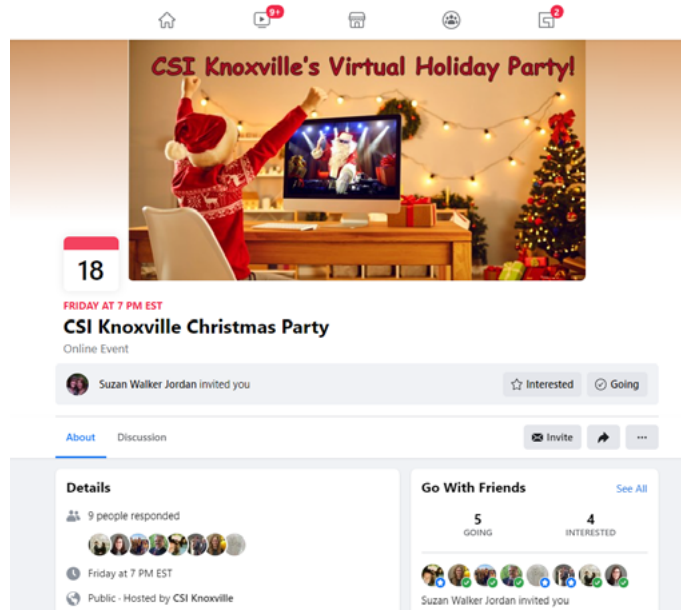 9+
2
CSI Knoxville's Virtual Holiday Party!
18
FRIDAY AT 7 PM EST
CSI Knoxville Christmas Party
Online Event
Suzan Walker Jordan invited you
Interested
Going
About
Discussion
Invite
Details
9 people responded
Friday at 7 PM EST
Public · Hosted by CSI Knoxville
Go With Friends
See All
5
GOING
4
INTERESTED
Suzan Walker Jordan invited you